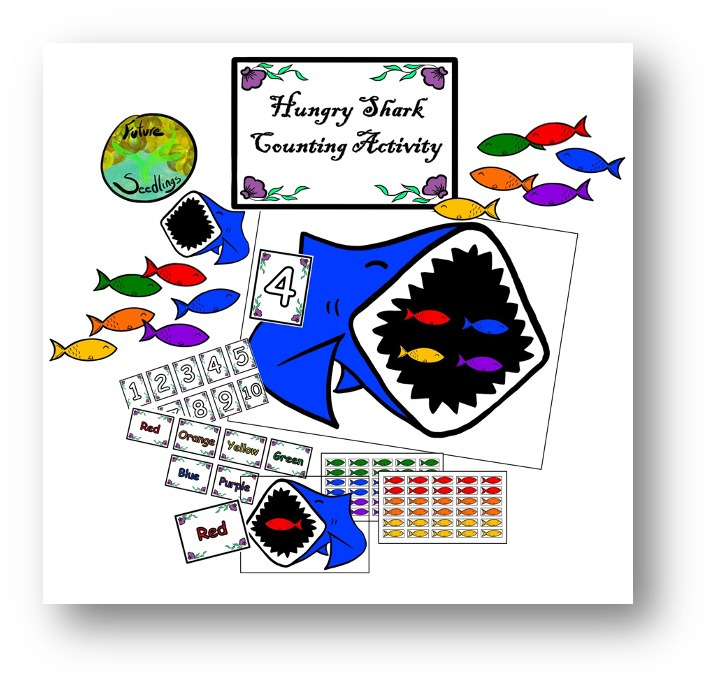 Hungry Shark
Counting Activity
Future
Seedlings
4
1 2 3 4 5
7 8 9 10
Red Orange Yellow Green
Blue Purple
Red